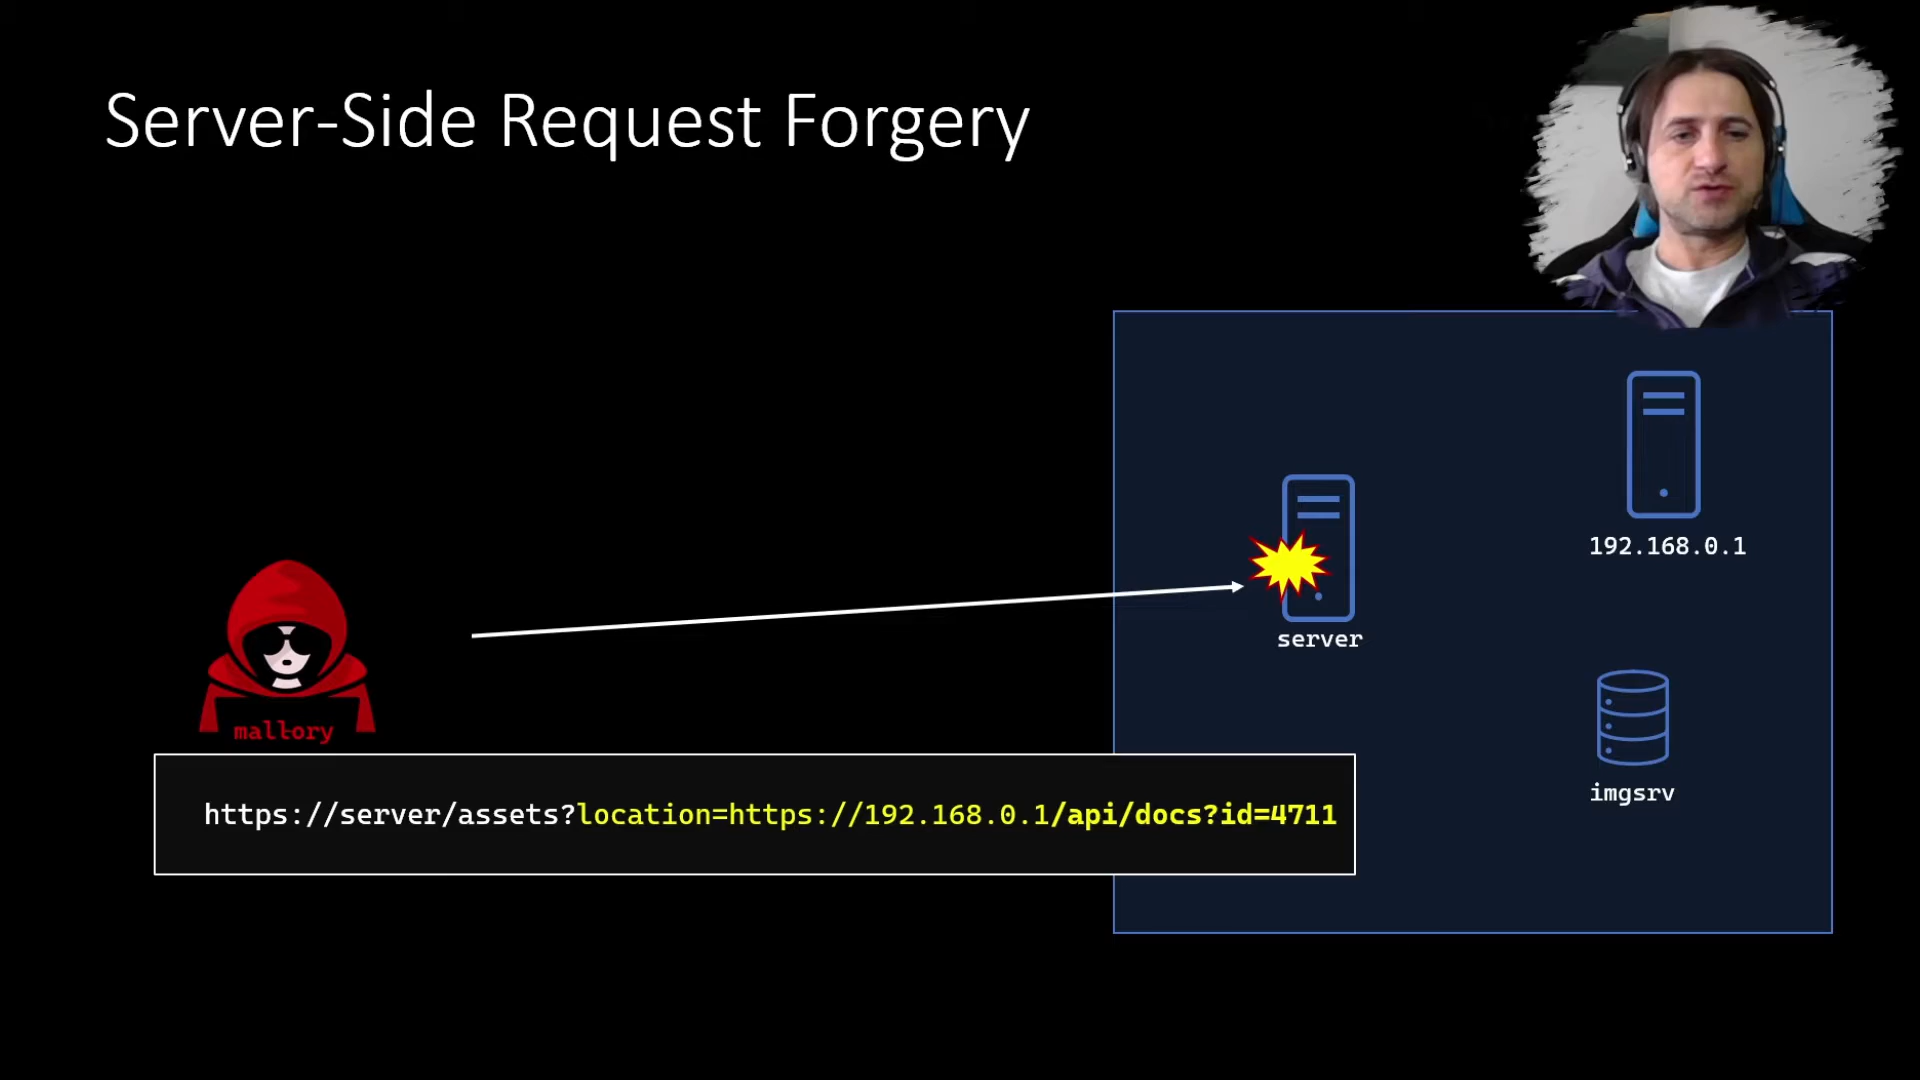 Server-Side Request Forgery
192.168.0.1
server
mallory
imgsrv
https://server/assets?location=https://192.168.0.1/api/docs?id=4711